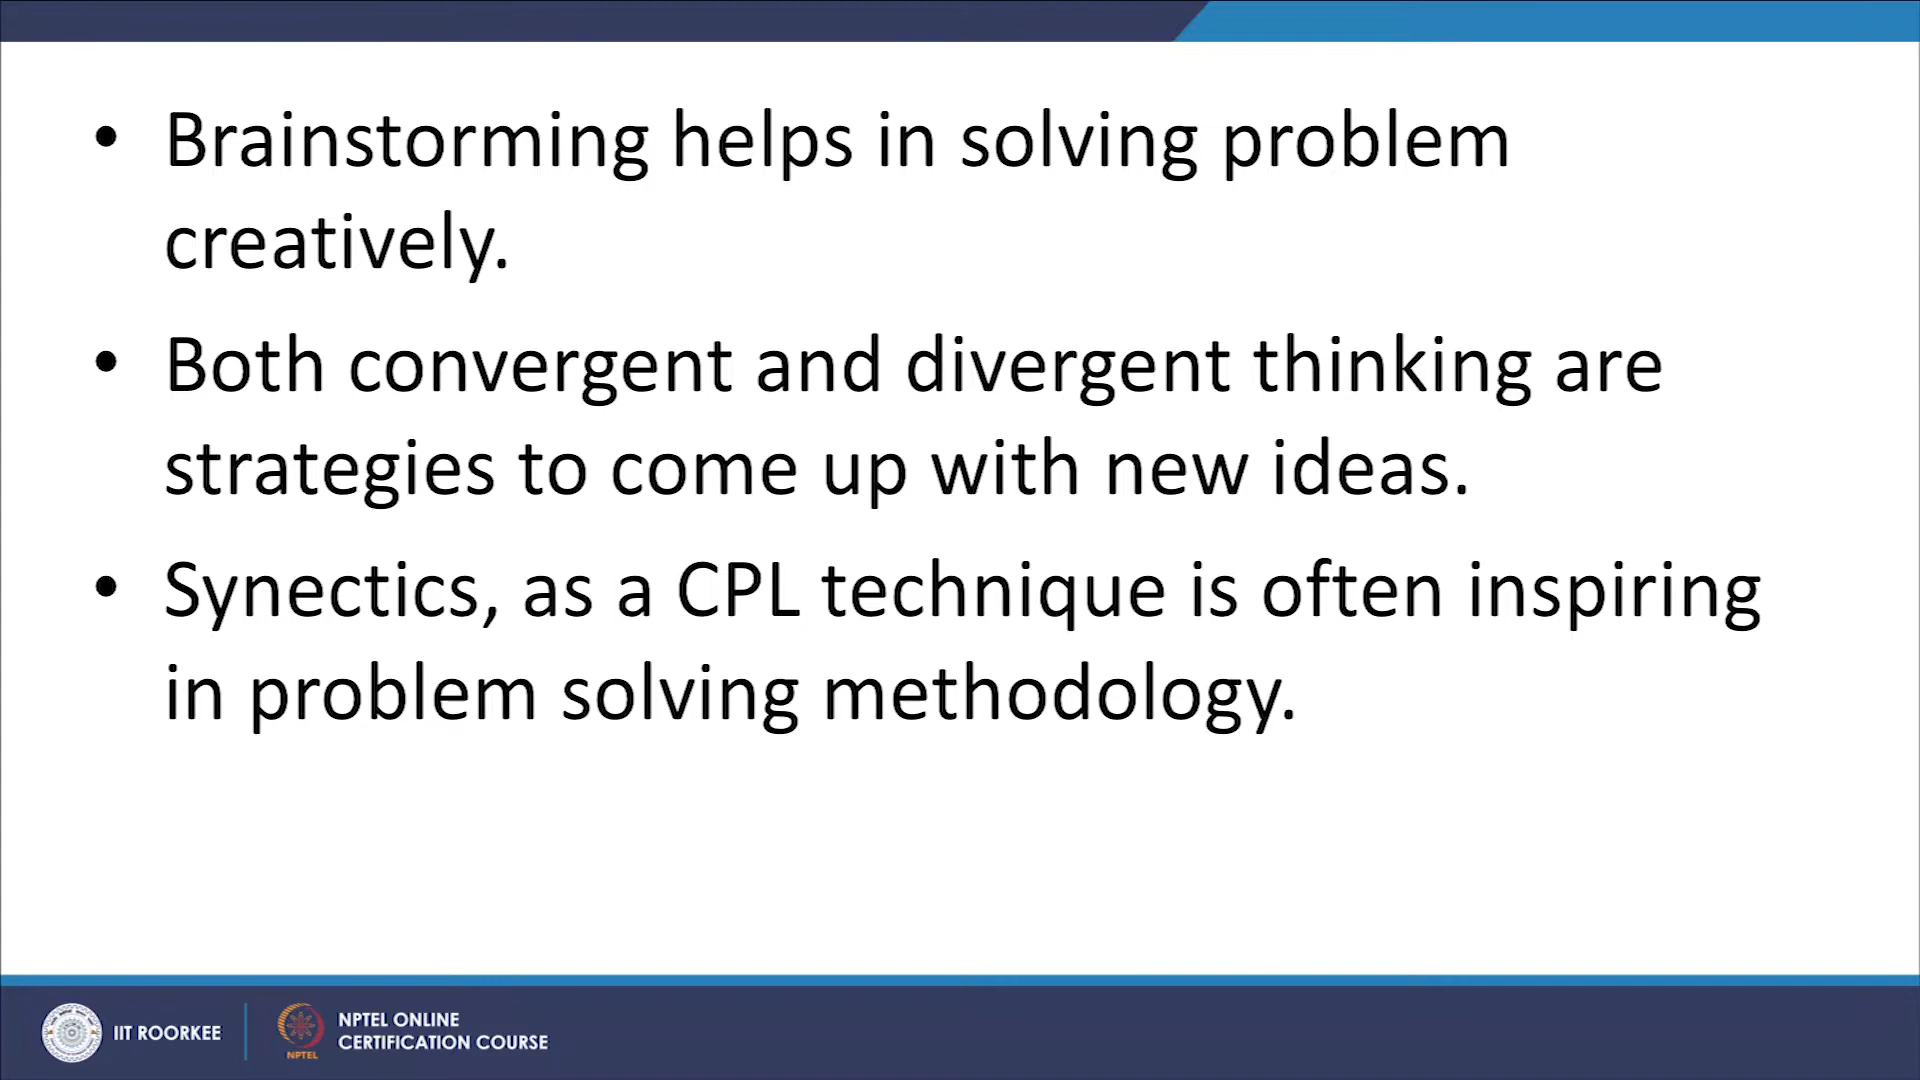 • Brainstorming helps in solving problem
creatively.
• Both convergent and divergent thinking are
strategies to come up with new ideas.
• Synectics, as a CPL technique is often inspiring
in problem solving methodology.
IIT ROORKEE
NPTEL
NPTEL ONLINE
CERTIFICATION COURSE